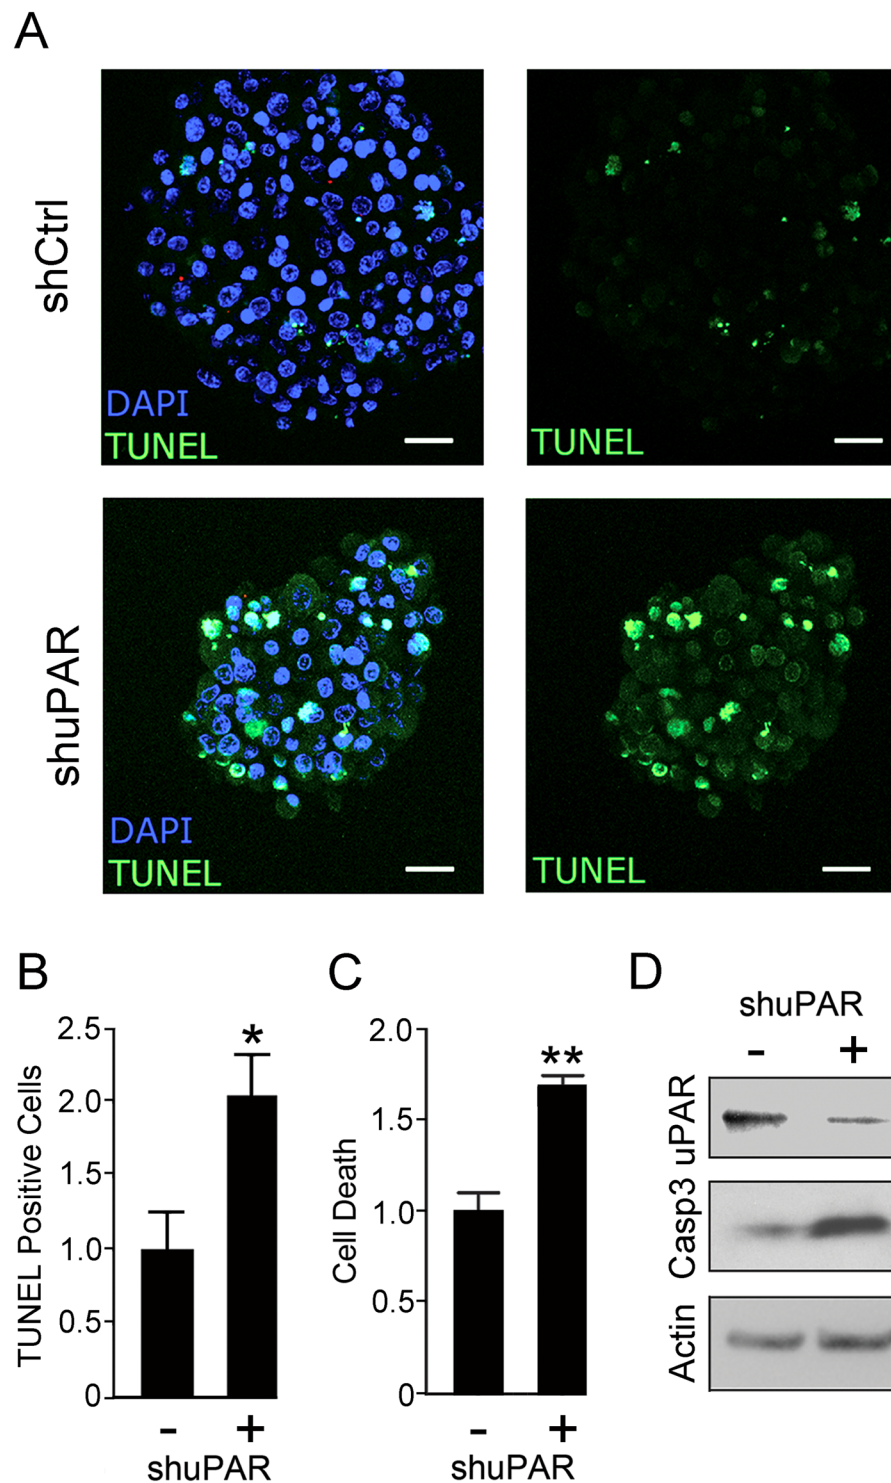 A
shCtrl
DAPI
TUNEL
TUNEL
shuPAR
DAPI
TUNEL
TUNEL
B
TUNEL Positive Cells
2.5
2.0
1.5
1.0
0.5
0
*
- +
shuPAR
C
Cell Death
2.0
1.5
1.0
0.5
0
**
- +
shuPAR
D
shuPAR
- +
uPAR
Casp3
Actin